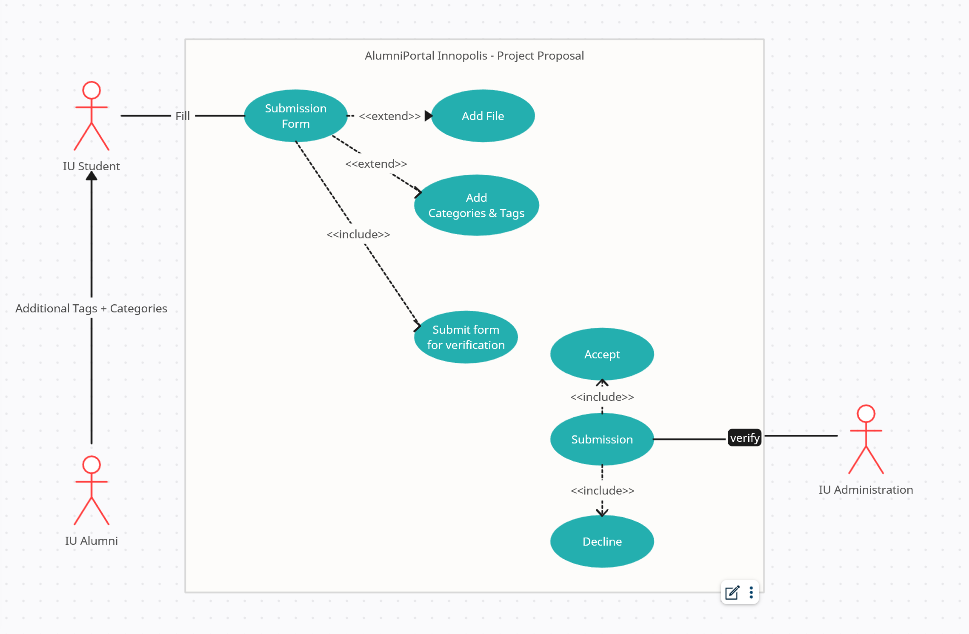 AlumniPortal Innopolis - Project Proposal
Submission
Form
Fill
<<extend>>
Add File
IU Student
<<extend>>
Add
Categories & Tags
<<include>>
Additional Tags + Categories
Submit form
for verification
Accept
<<include>>
Submission
verify
IU Administration
<<include>>
IU Alumni
Decline